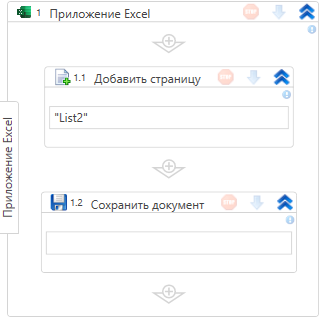 1 Приложение Excel
1.1 Добавить страницу
"List2"
Приложение Excel
1.2 Сохранить документ